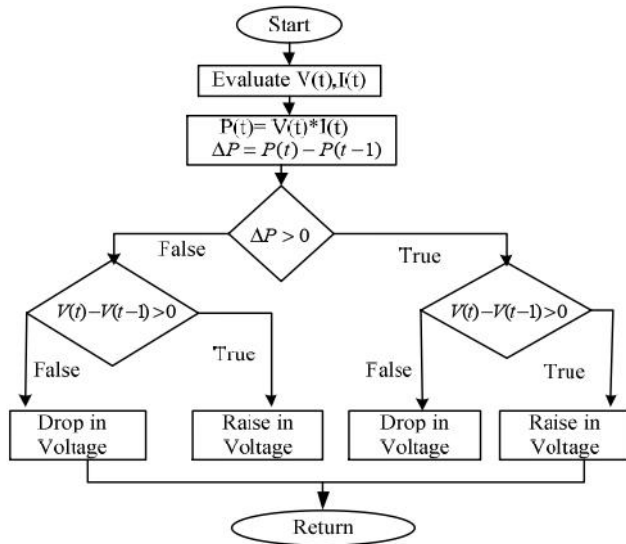 Start
Evaluate V(t),I(t)
P(t)= V(t)*I(t)
ΔP = P(t) − P(t−1)
ΔP > 0
False
True
V(t)−V(t−1)>0
V(t)−V(t−1)>0
False
True
False
True
Drop in
Voltage
Raise in
Voltage
Drop in
Voltage
Raise in
Voltage
Return